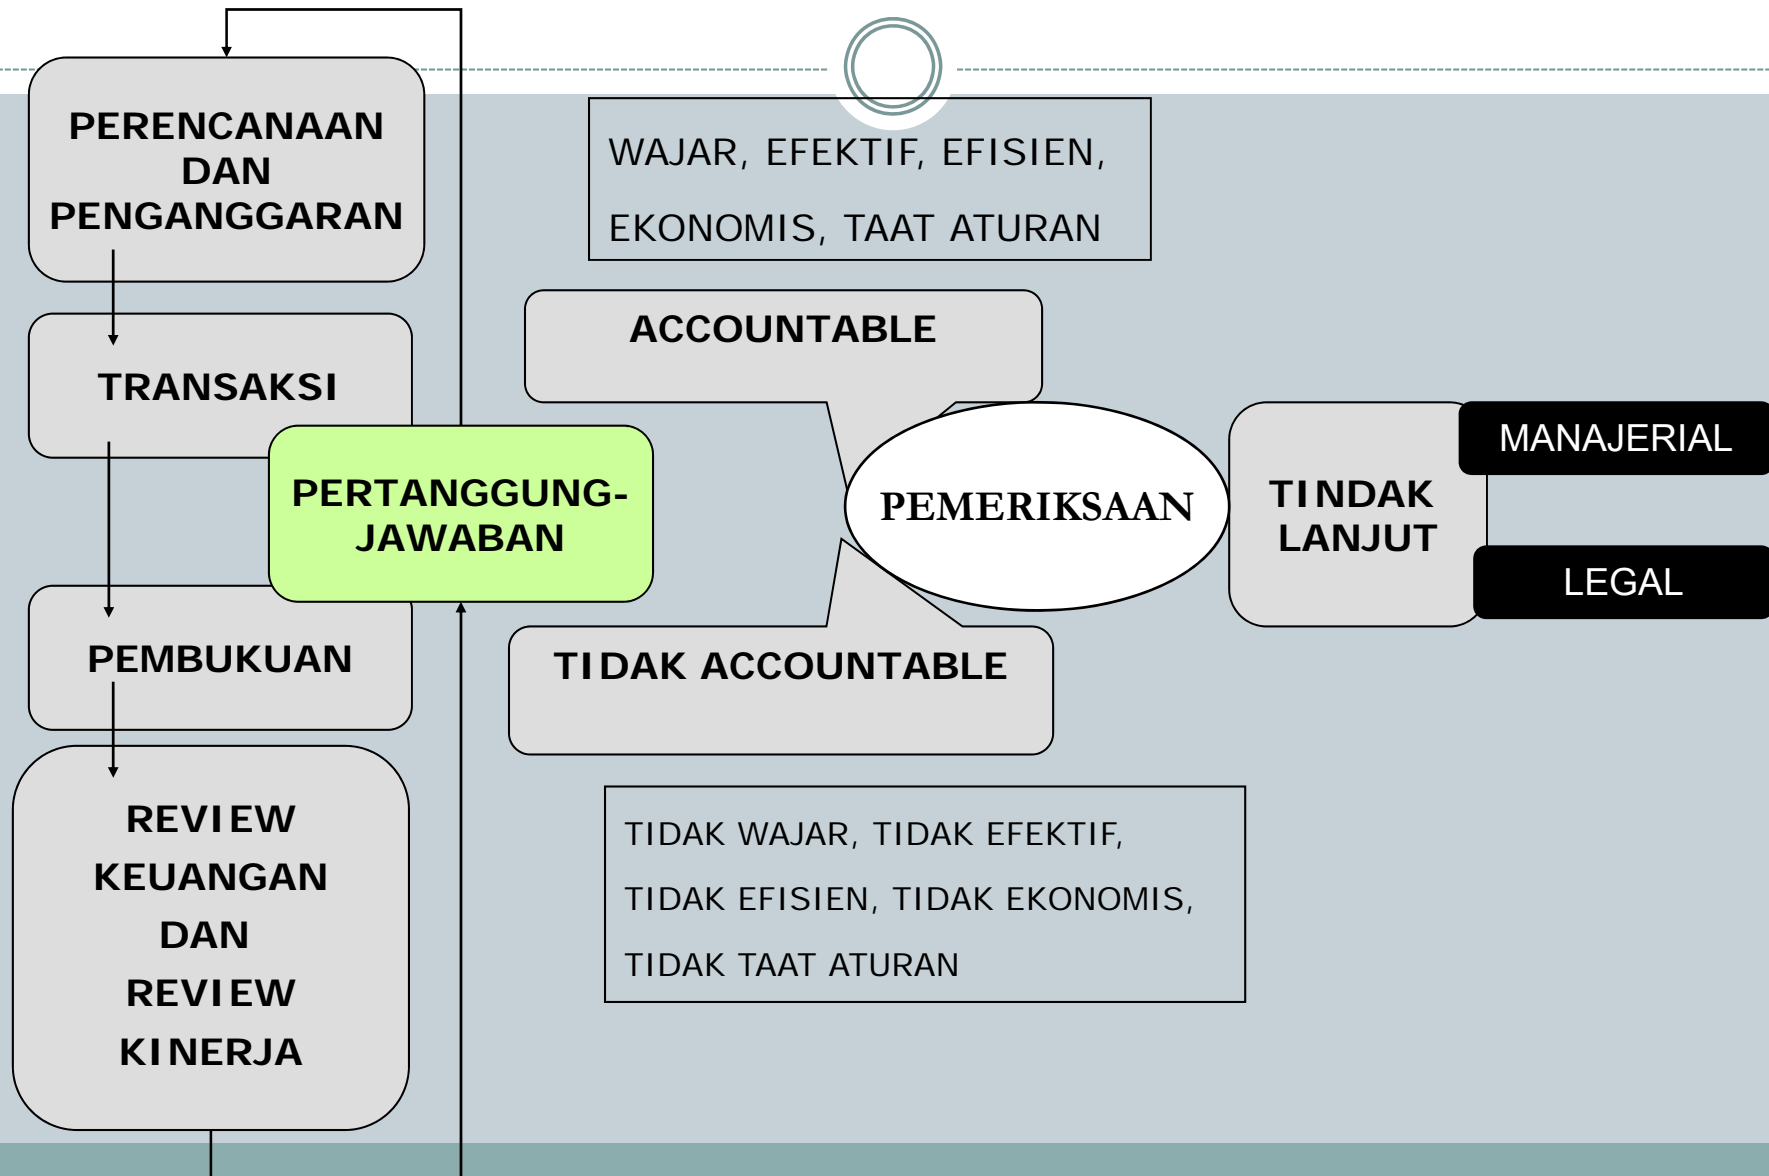 PERENCANAAN
DAN
PENGANGGARAN
TRANSAKSI
PERTANGGUNG-
JAWABAN
PEMBUKUAN
REVIEW
KEUANGAN
DAN
REVIEW
KINERJA
WAJAR, EFEKTIF, EFISIEN,
EKONOMIS, TAAT ATURAN
ACCOUNTABLE
PEMERIKSAAN
TIDAK ACCOUNTABLE
TIDAK WAJAR, TIDAK EFEKTIF,
TIDAK EFISIEN, TIDAK EKONOMIS,
TIDAK TAAT ATURAN
TINDAK
LANJUT
MANAJERIAL
LEGAL